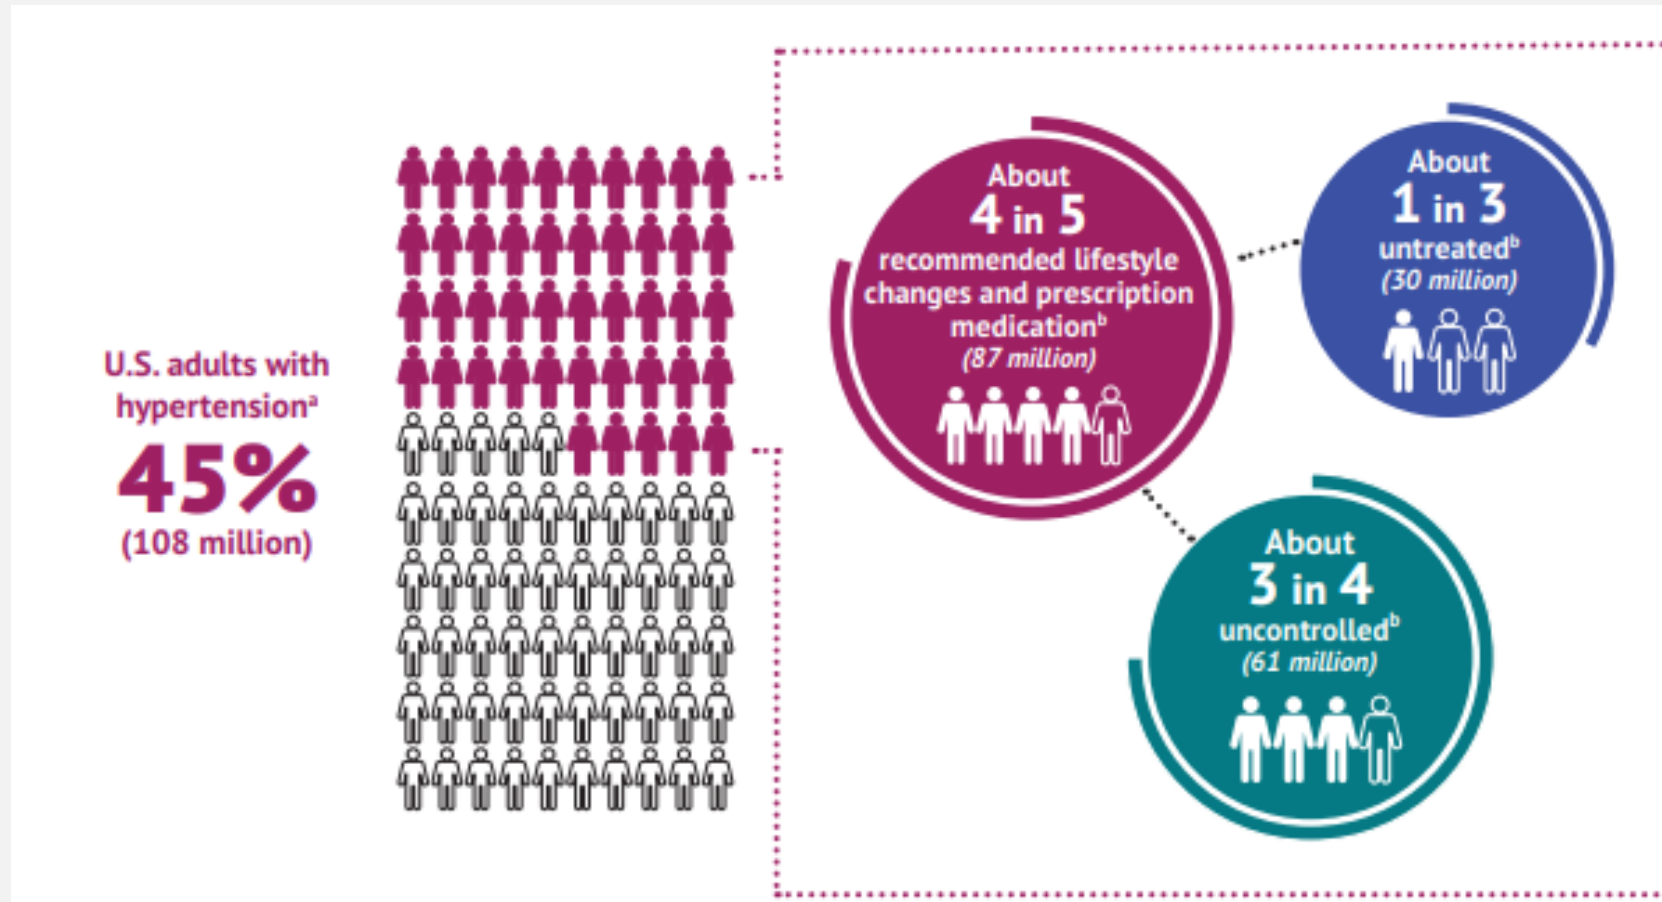 U.S. adults with
hypertensionᵃ
45%
(108 million)
About
4 in 5
recommended lifestyle
changes and prescription
medicationᵇ
(87 million)
About
1 in 3
untreatedᵇ
(30 million)
About
3 in 4
uncontrolledᵇ
(61 million)